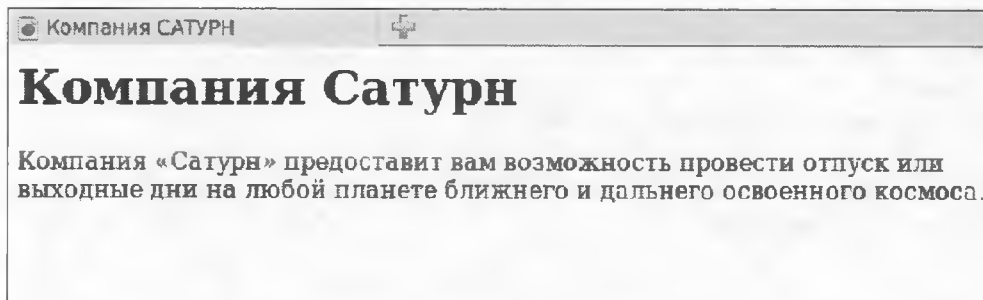 Компания САТУРН
Компания Сатурн
Компания «Сатурн» предоставит вам возможность провести отпуск или
выходные дни на любой планете ближнего и дальнего освоенного космоса.